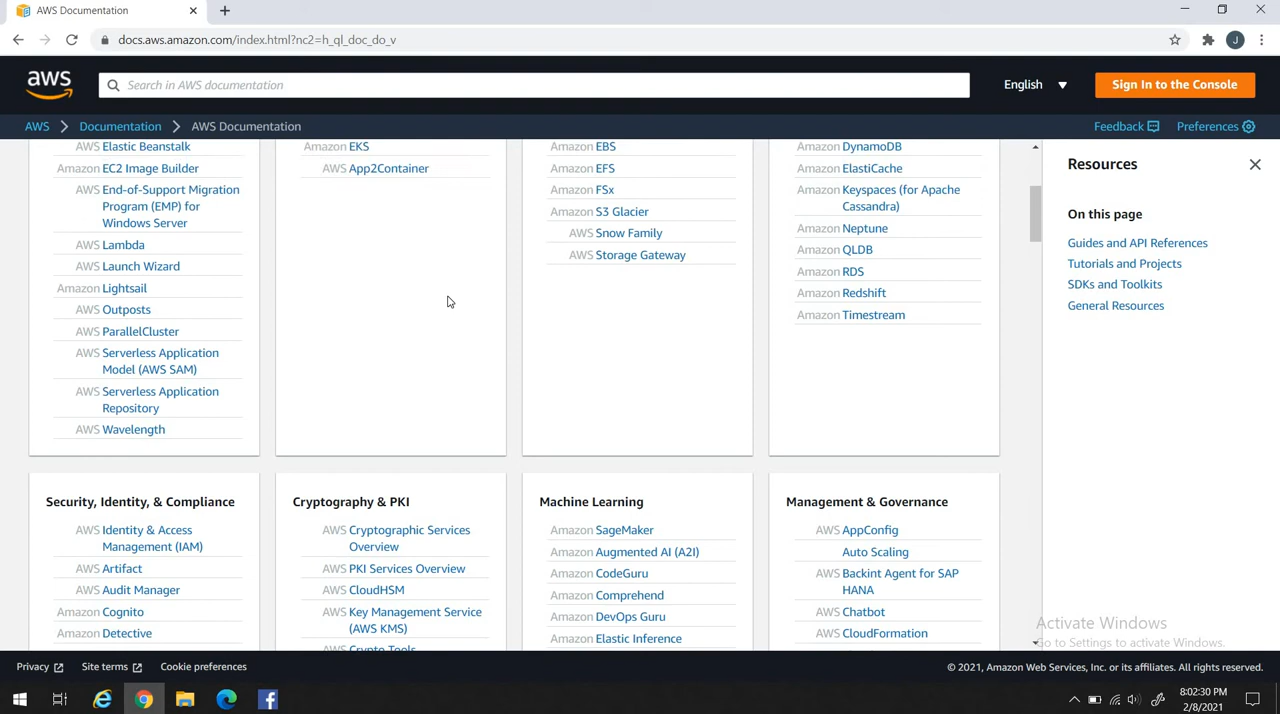 AWS Documentation
docs.aws.amazon.com/index.html?nc2=h_ql_doc_do_v
J
aws
Search in AWS documentation
English
Sign In to the Console
AWS
Documentation
AWS Documentation
Feedback
Preferences
AWS Elastic Beanstalk
Amazon EC2 Image Builder
AWS End-of-Support Migration
Program (EMP) for
Windows Server
AWS Lambda
AWS Launch Wizard
Amazon Lightsail
AWS Outposts
AWS ParallelCluster
AWS Serverless Application
Model (AWS SAM)
AWS Serverless Application
Repository
AWS Wavelength
Amazon EKS
AWS App2Container
Amazon EBS
Amazon EFS
Amazon FSx
Amazon S3 Glacier
AWS Snow Family
AWS Storage Gateway
Amazon DynamoDB
Amazon ElastiCache
Amazon Keyspaces (for Apache
Cassandra)
Amazon Neptune
Amazon QLDB
Amazon RDS
Amazon Redshift
Amazon Timestream
Security, Identity, & Compliance
AWS Identity & Access
Management (IAM)
AWS Artifact
AWS Audit Manager
Amazon Cognito
Amazon Detective
Cryptography & PKI
AWS Cryptographic Services
Overview
AWS PKI Services Overview
AWS CloudHSM
AWS Key Management Service
(AWS KMS)
AWS Crypto Tools
Machine Learning
Amazon SageMaker
Amazon Augmented AI (A2I)
Amazon CodeGuru
Amazon Comprehend
Amazon DevOps Guru
Amazon Elastic Inference
Management & Governance
AWS AppConfig
Auto Scaling
AWS Backint Agent for SAP
HANA
AWS Chatbot
AWS CloudFormation
Resources
On this page
Guides and API References
Tutorials and Projects
SDKs and Toolkits
General Resources
Activate Windows
Go to Settings to activate Windows.
Privacy
Site terms
Cookie preferences
© 2021, Amazon Web Services, Inc. or its affiliates. All rights reserved.
8:02:30 PM
2/8/2021